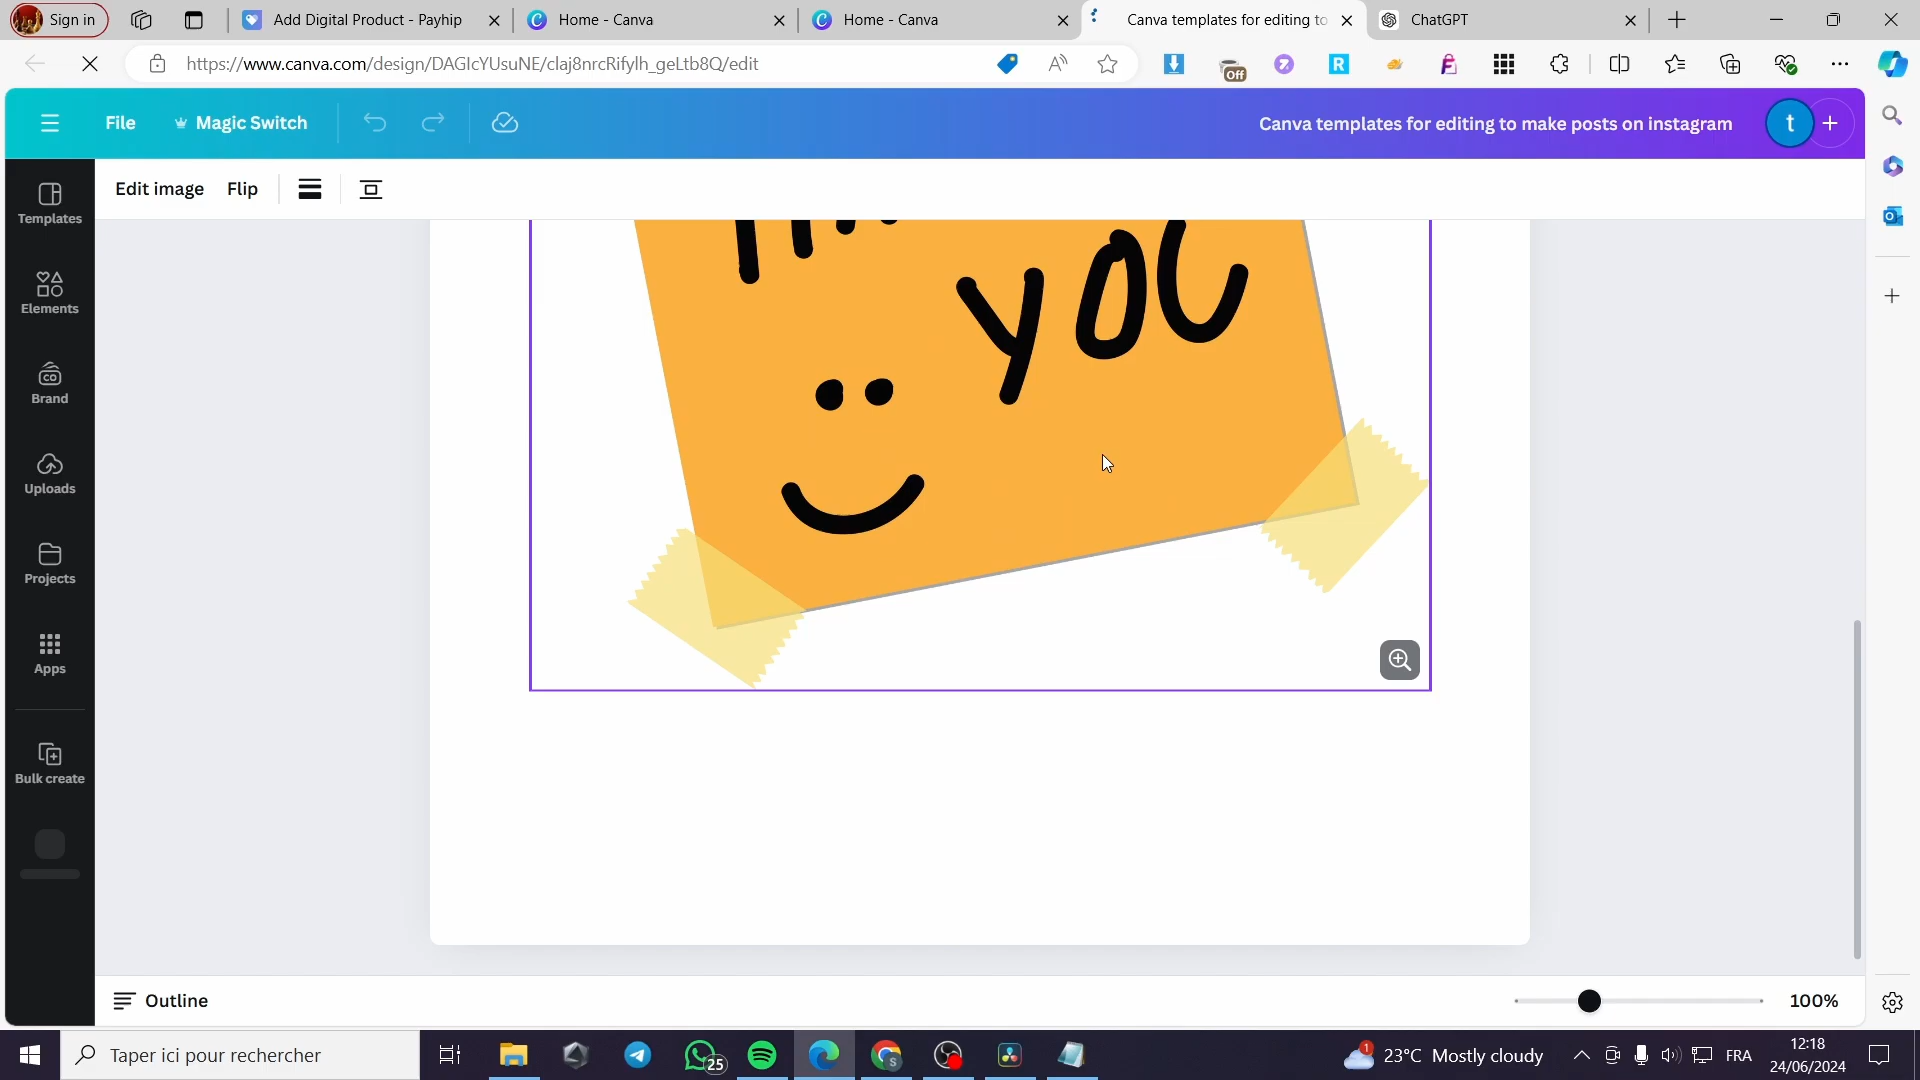 Sign in
Add Digital Product - Payhip
Home - Canva
Home - Canva
Canva templates for editing to
ChatGPT
https://www.canva.com/design/DAGIcYUsuNE/claj8nrcRifylh_geLtb8Q/edit
Off
File
Magic Switch
Canva templates for editing to make posts on instagram
t
Templates
Edit image
Flip
Elements
you
Brand
Uploads
Projects
Apps
Bulk create
Outline
100%
Taper ici pour rechercher
25
1
23°C Mostly cloudy
FRA
12:18
24/06/2024